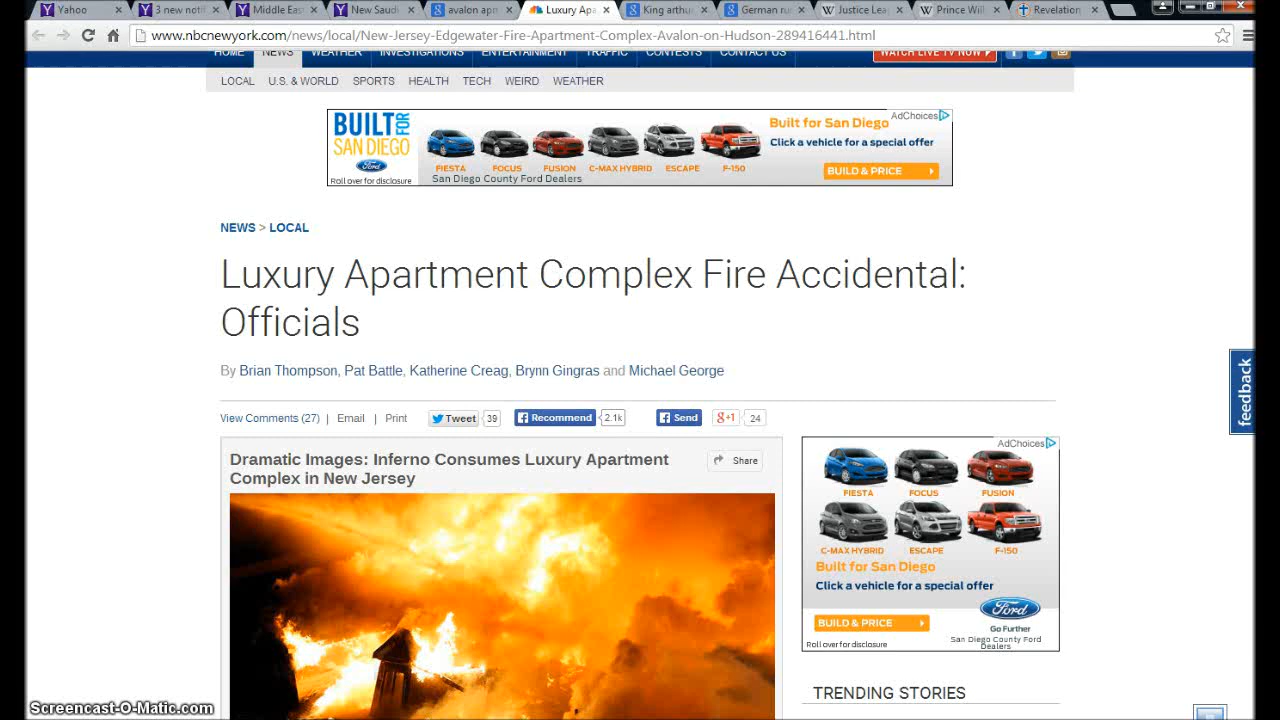 Yahoo
3 new notif
Middle Eas
New Saudi
avalon apm
Luxury Apa
King arthu
German ru
Justice Lea
Prince Will
Revelation
www.nbcnewyork.com/news/local/New-Jersey-Edgewater-Fire-Apartment-Complex-Avalon-on-Hudson-289416441.html
HOME NEWS WEATHER INVESTIGATIONS ENTERTAINMENT TRAFFIC CONTESTS CONTACT US WATCH LIVE TV NOW
LOCAL U.S. & WORLD SPORTS HEALTH TECH WEIRD WEATHER
BUILT FOR
SAN DIEGO
Ford
Roll over for disclosure
FIESTA FOCUS FUSION C-MAX HYBRID ESCAPE F-150
San Diego County Ford Dealers
AdChoices
Built for San Diego
Click a vehicle for a special offer
BUILD & PRICE
NEWS > LOCAL
Luxury Apartment Complex Fire Accidental:
Officials
By Brian Thompson, Pat Battle, Katherine Creag, Brynn Gingras and Michael George
View Comments (27) | Email | Print Tweet 39 Recommend 2.1k Send +1 24
feedback
Dramatic Images: Inferno Consumes Luxury Apartment
Complex in New Jersey
Share
AdChoices
FIESTA FOCUS FUSION
C-MAX HYBRID ESCAPE F-150
Built for San Diego
Click a vehicle for a special offer
Ford
Go Further
BUILD & PRICE
San Diego County Ford
Dealers
Roll over for disclosure
TRENDING STORIES
Screencast-O-Matic.com